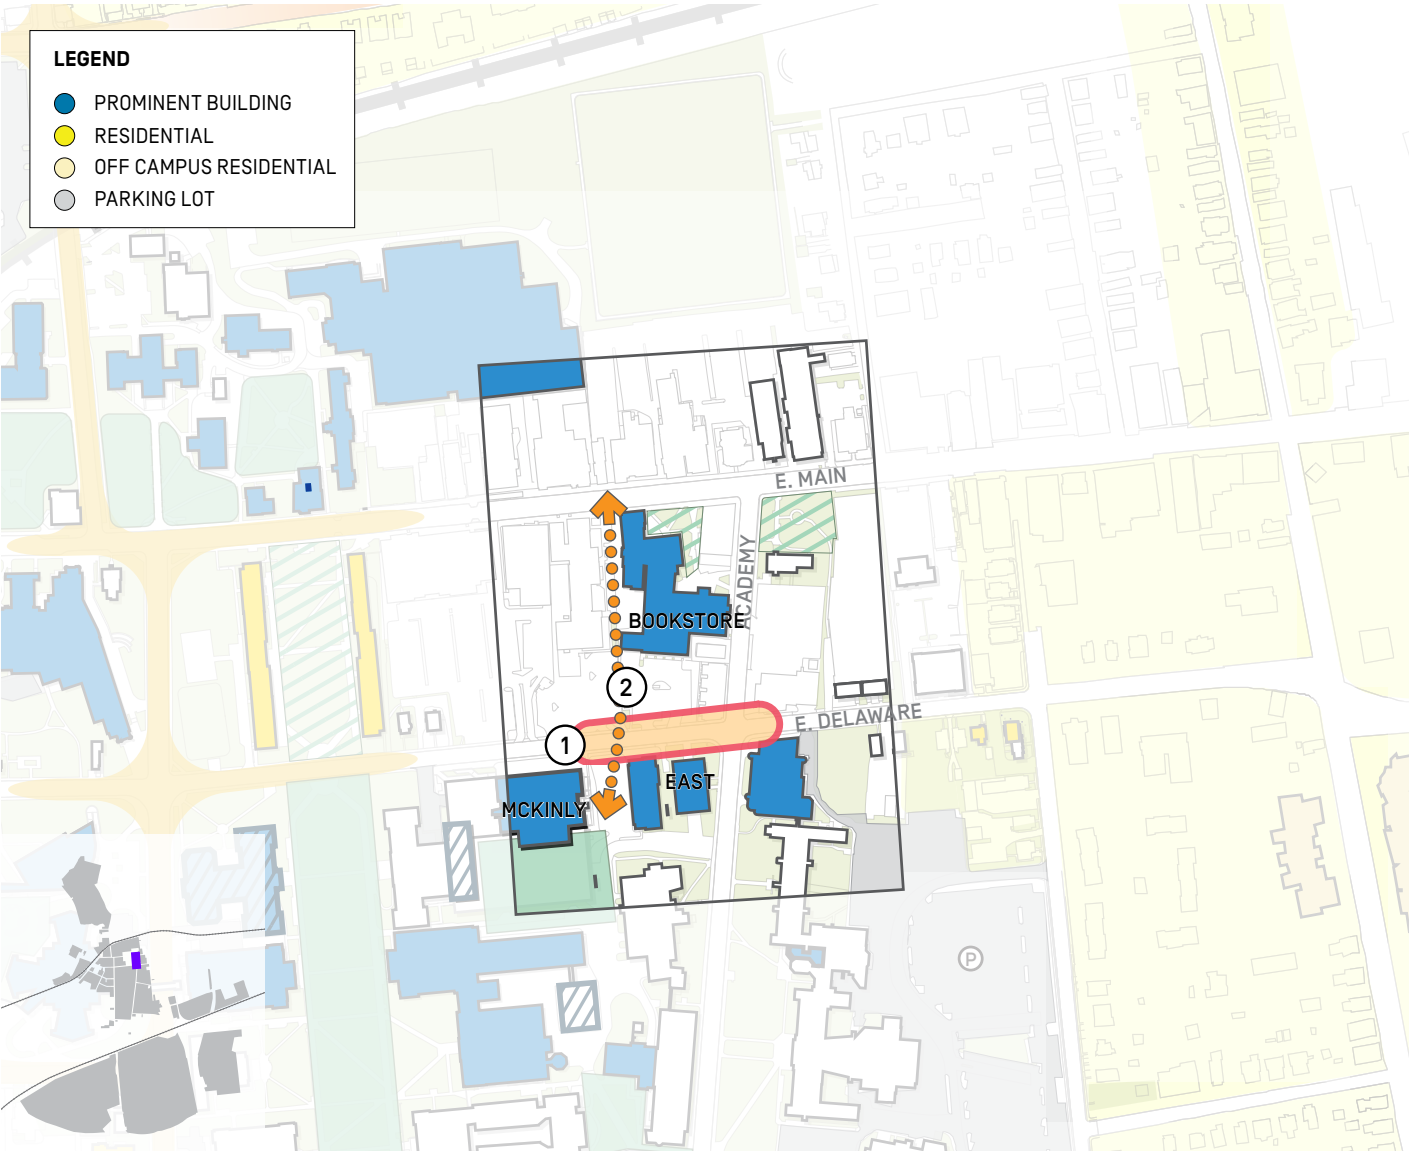 LEGEND
PROMINENT BUILDING
RESIDENTIAL
OFF CAMPUS RESIDENTIAL
PARKING LOT
E. MAIN
ACADEMY
BOOKSTORE
2
E. DELAWARE
1
EAST
MCKINLY
P